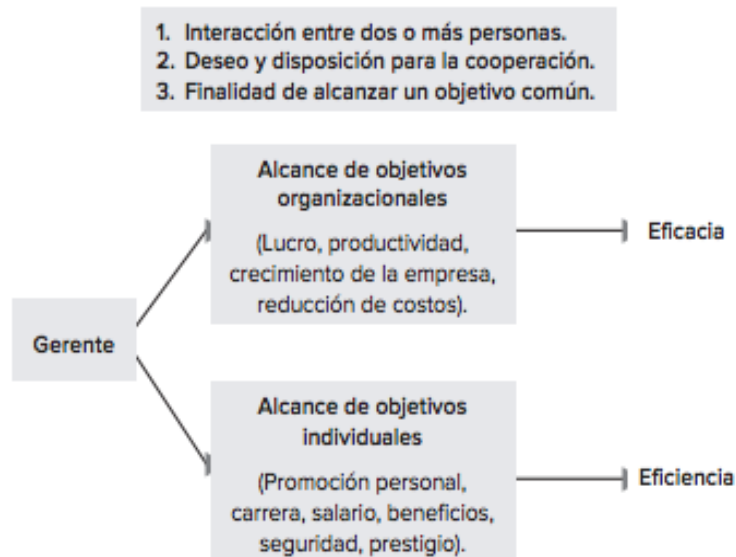 1. Interacción entre dos o más personas.
2. Deseo y disposición para la cooperación.
3. Finalidad de alcanzar un objetivo común.
Alcance de objetivos
organizacionales
(Lucro, productividad,
crecimiento de la empresa,
reducción de costos).
Eficacia
Gerente
Alcance de objetivos
individuales
(Promoción personal,
carrera, salario, beneficios,
seguridad, prestigio).
Eficiencia